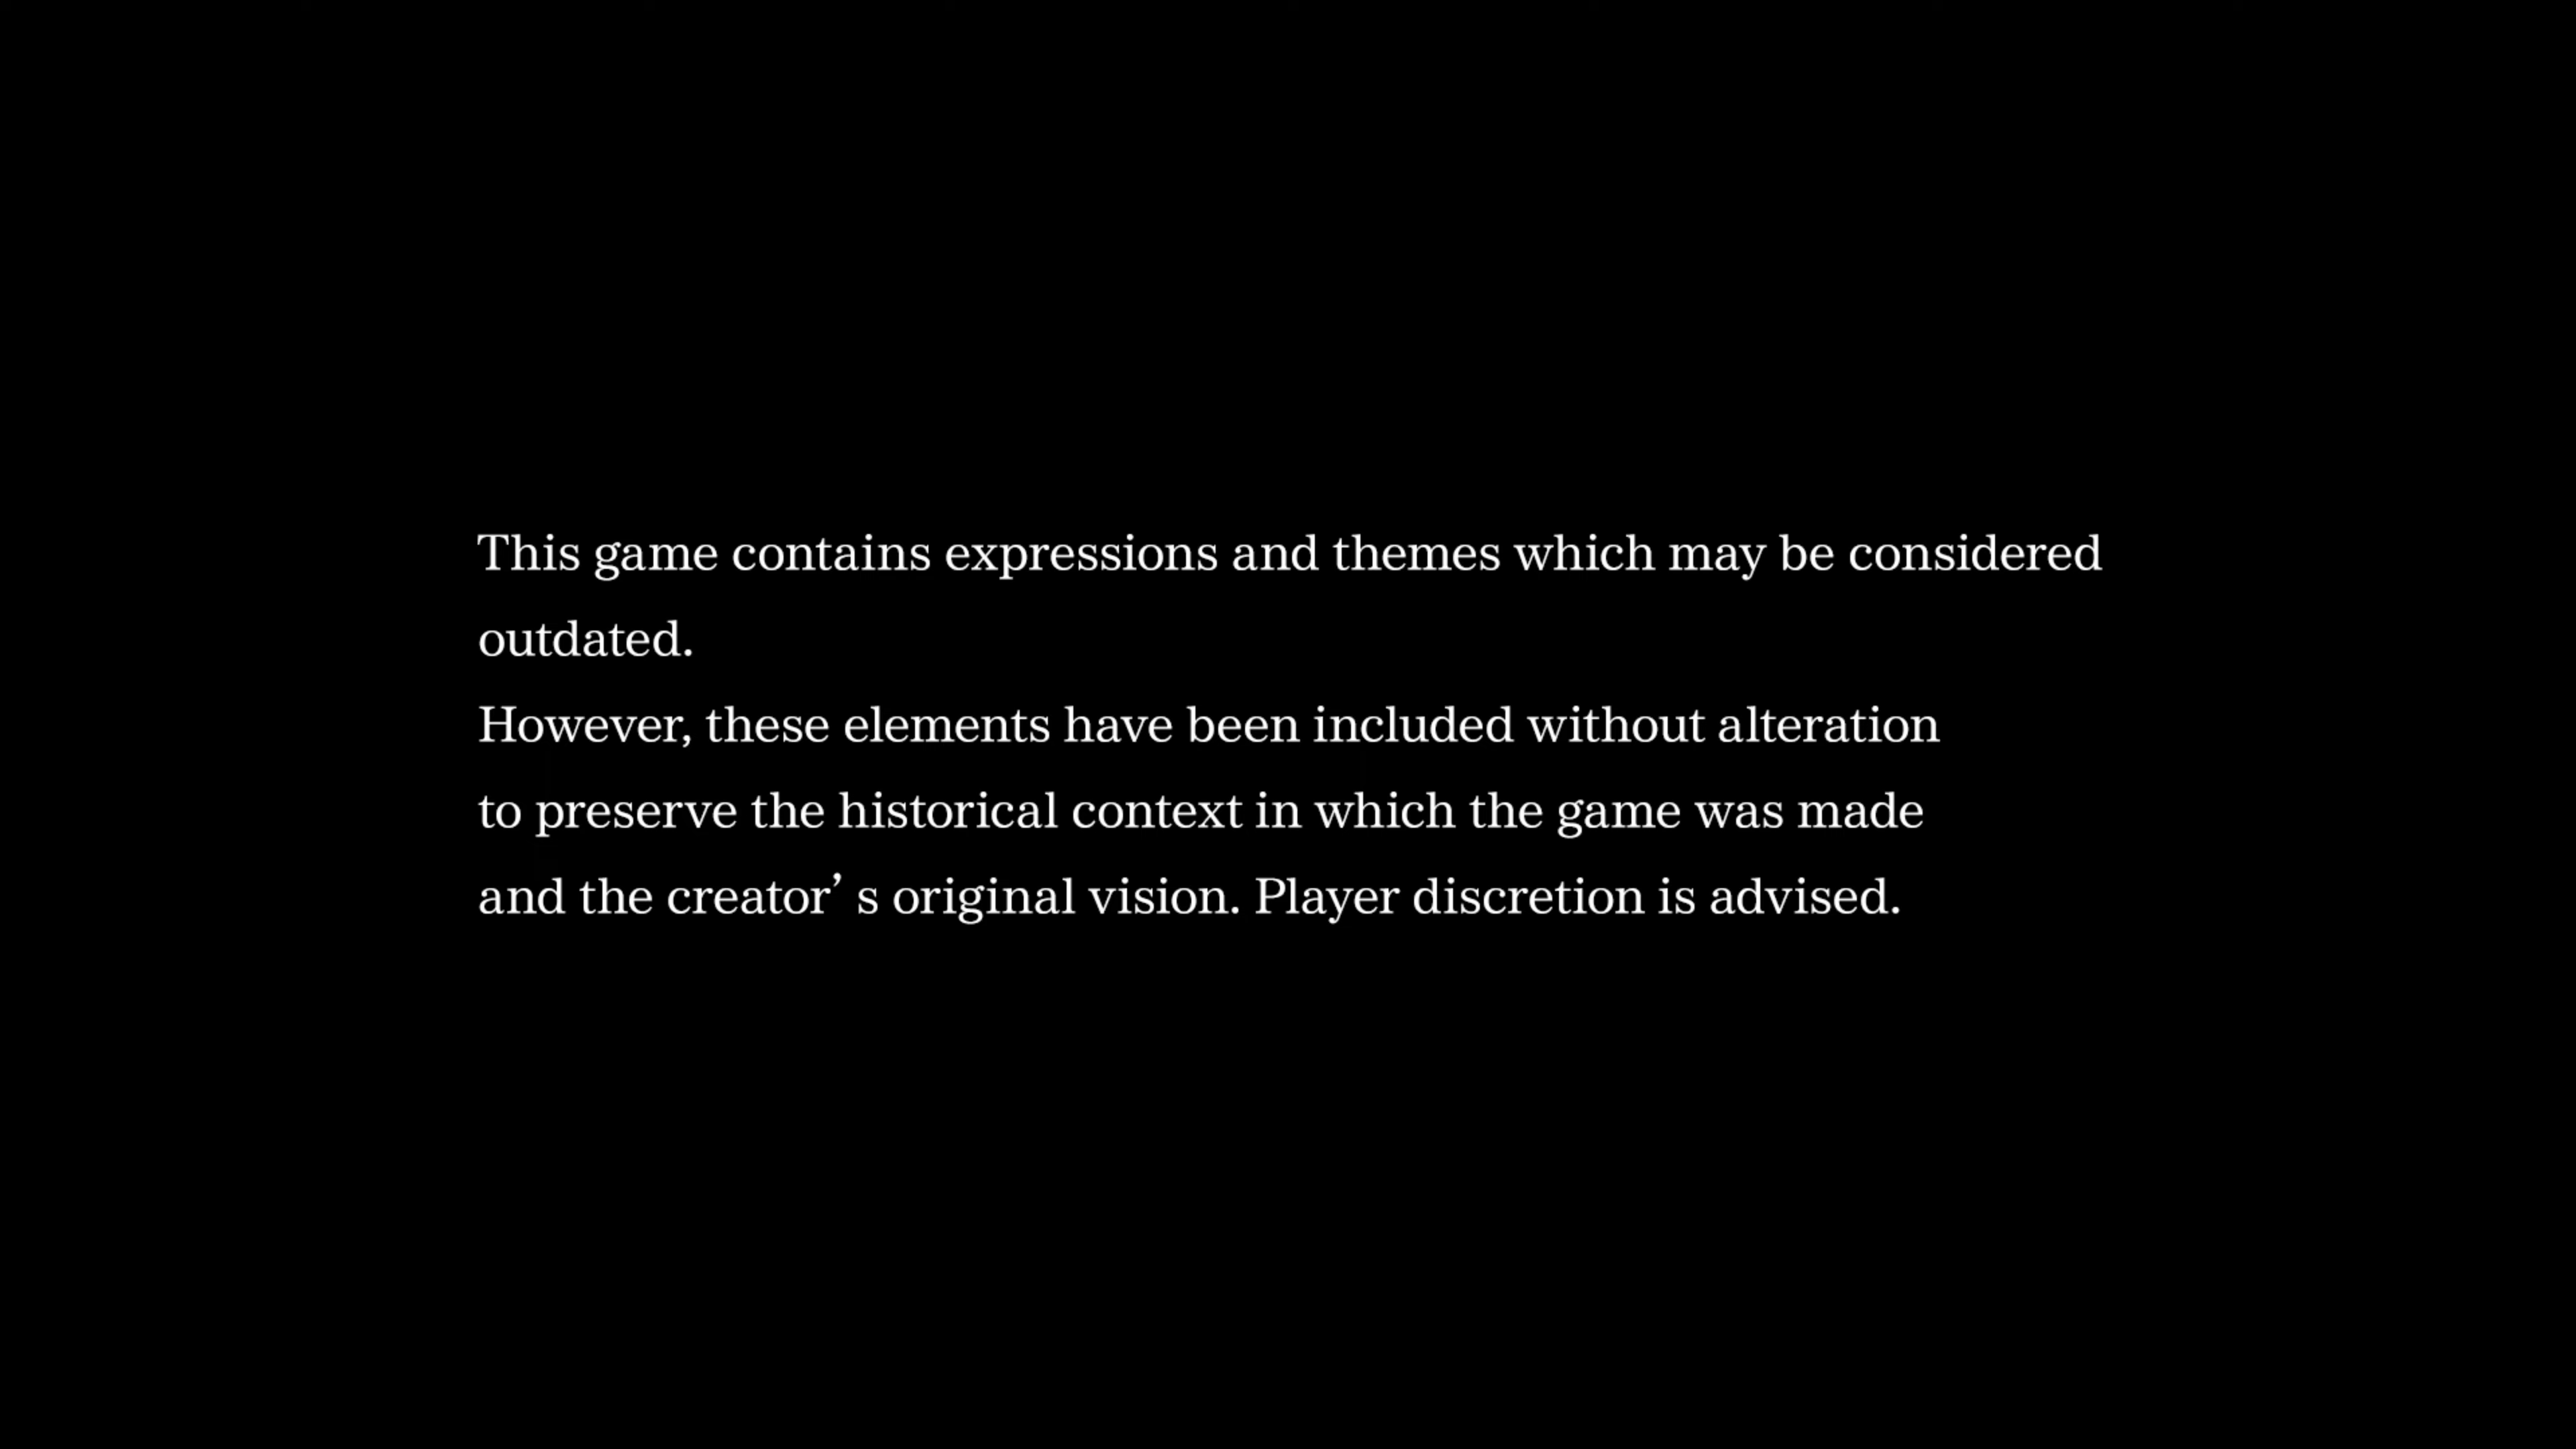 This game contains expressions and themes which may be considered
outdated.
However, these elements have been included without alteration
to preserve the historical context in which the game was made
and the creator’ s original vision. Player discretion is advised.